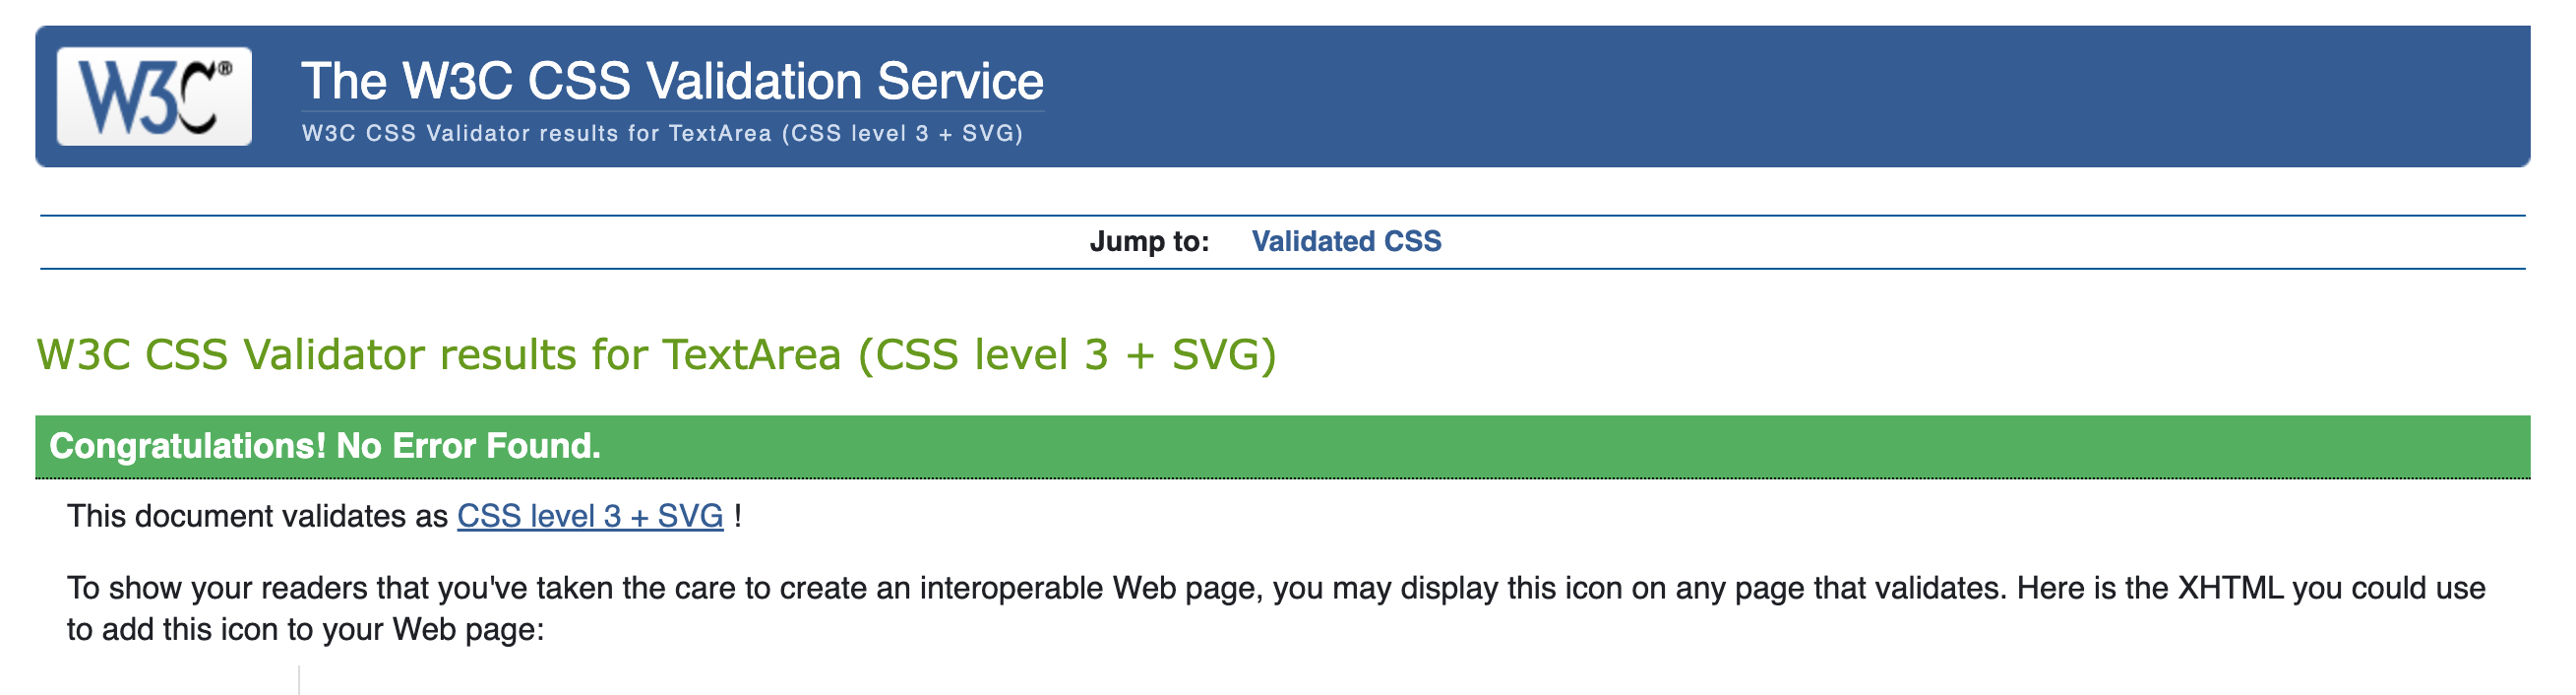 W3C®
The W3C CSS Validation Service
W3C CSS Validator results for TextArea (CSS level 3 + SVG)
Jump to: Validated CSS
W3C CSS Validator results for TextArea (CSS level 3 + SVG)
Congratulations! No Error Found.
This document validates as CSS level 3 + SVG !
To show your readers that you've taken the care to create an interoperable Web page, you may display this icon on any page that validates. Here is the XHTML you could use
to add this icon to your Web page: